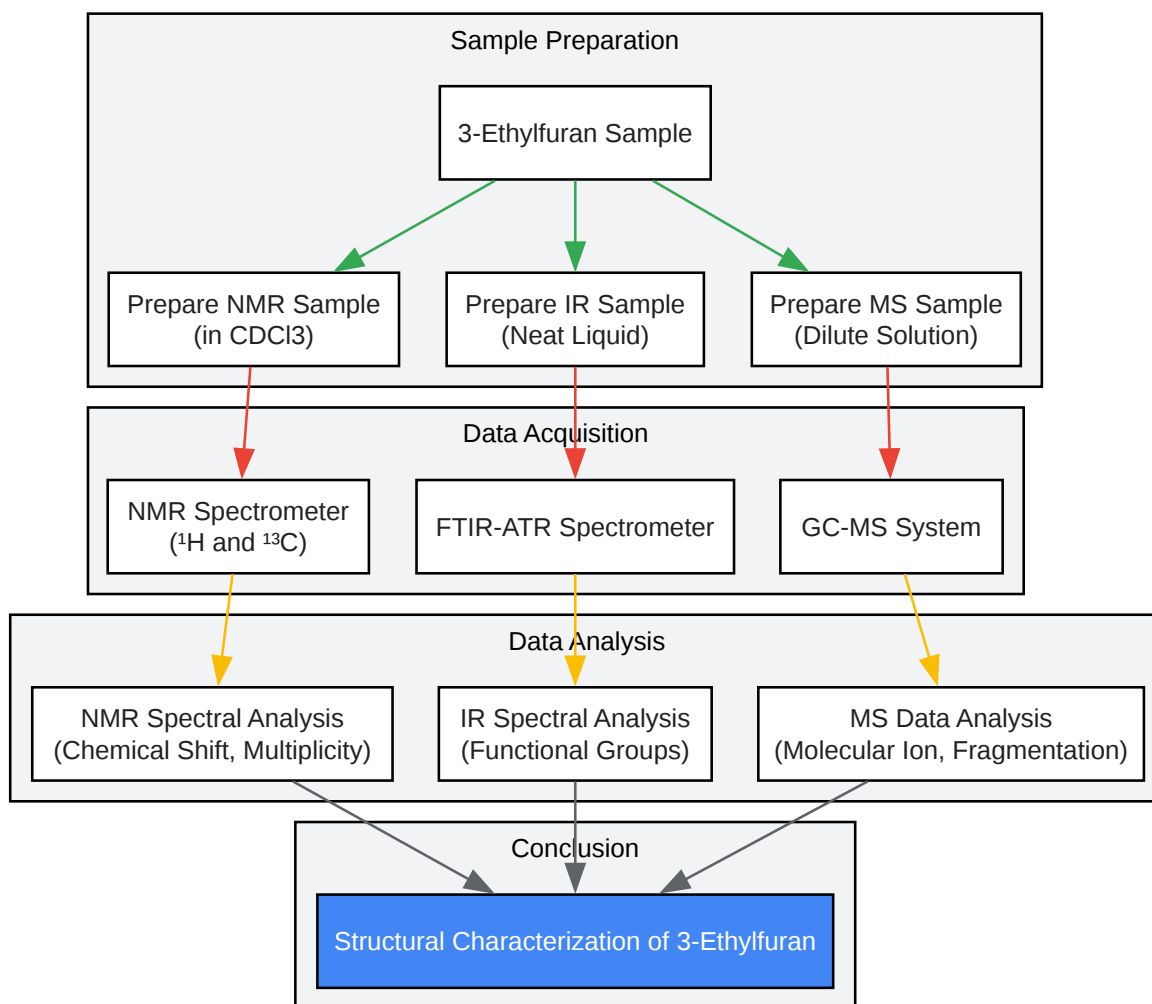 Sample Preparation
3-Ethylfuran Sample
Prepare NMR Sample
(in CDCl3)
Prepare IR Sample
(Neat Liquid)
Prepare MS Sample
(Dilute Solution)
Data Acquisition
NMR Spectrometer
(¹H and ¹³C)
FTIR-ATR Spectrometer
GC-MS System
Data Analysis
NMR Spectral Analysis
(Chemical Shift, Multiplicity)
IR Spectral Analysis
(Functional Groups)
MS Data Analysis
(Molecular Ion, Fragmentation)
Conclusion
Structural Characterization of 3-Ethylfuran